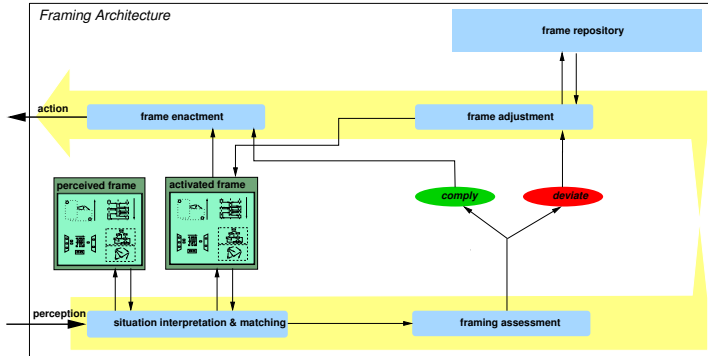 Framing Architecture
frame repository
action
frame enactment
frame adjustment
perceived frame
activated frame
comply
deviate
perception
situation interpretation & matching
framing assessment